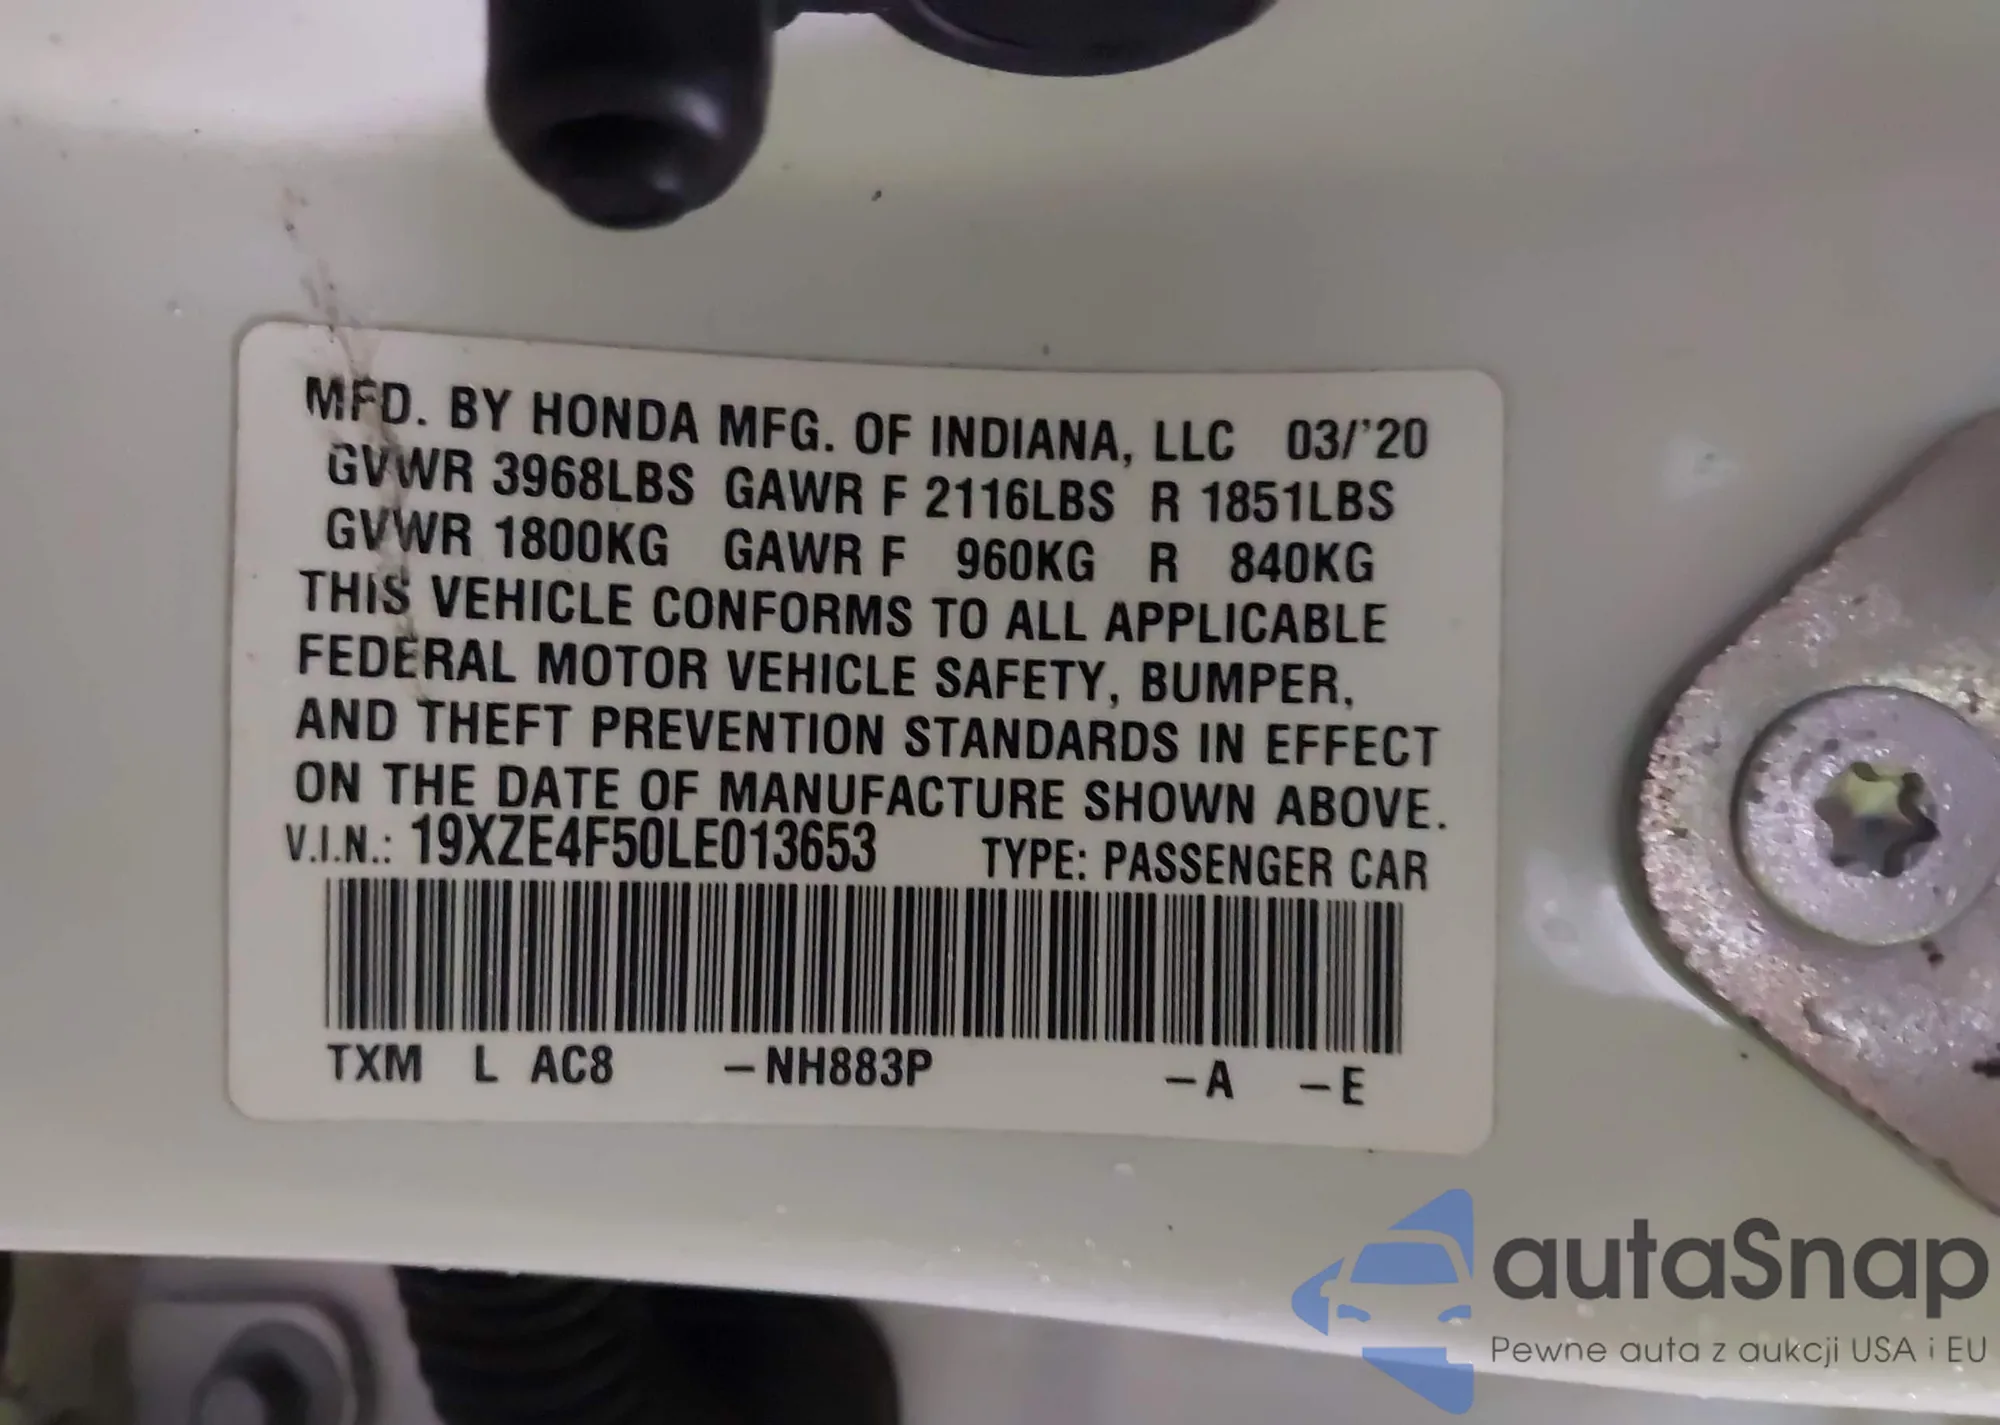 MFD. BY HONDA MFG. OF INDIANA, LLC 03/'20
GVWR 3968LBS GAWR F 2116LBS R 1851LBS
GVWR 1800KG GAWR F 960KG R 840KG
THIS VEHICLE CONFORMS TO ALL APPLICABLE
FEDERAL MOTOR VEHICLE SAFETY, BUMPER,
AND THEFT PREVENTION STANDARDS IN EFFECT
ON THE DATE OF MANUFACTURE SHOWN ABOVE.
V.I.N.: 19XZE4F50LE013653 TYPE: PASSENGER CAR
TXM L AC8 –NH883P –A –E
autaSnap
Pewne auta z aukcji USA i EU